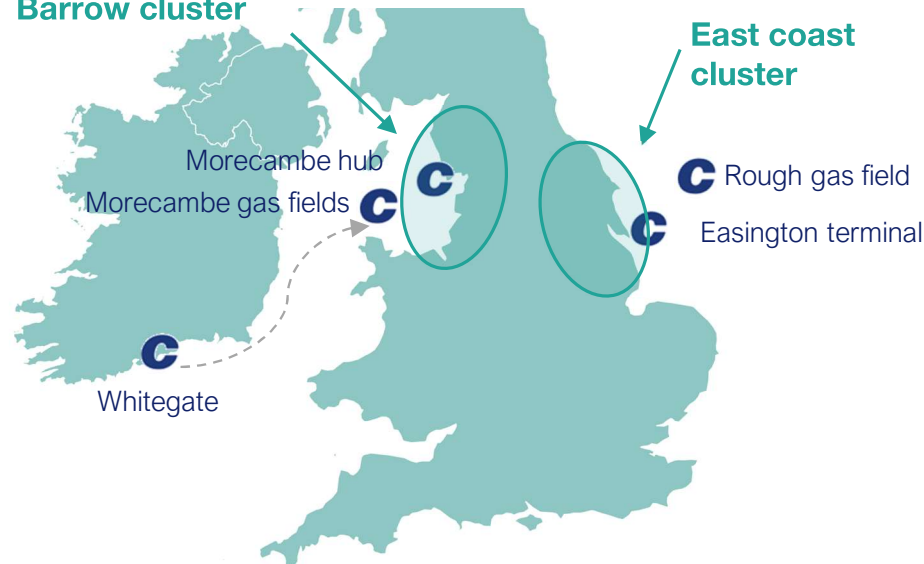 Barrow cluster
East coast
cluster
Morecambe hub
Morecambe gas fields
Rough gas field
Easington terminal
Whitegate